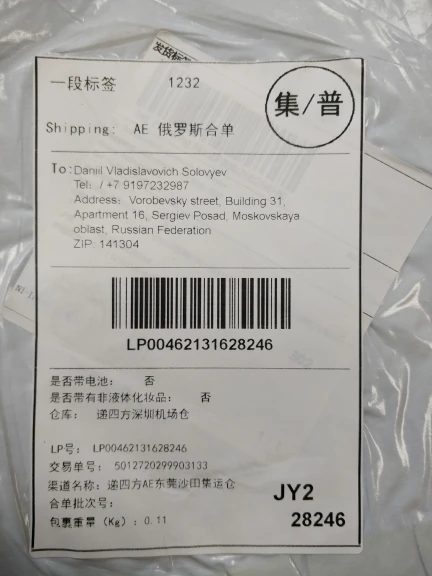 发货标签
一段标签 1232
集/普
Shipping: AE 俄罗斯合单
To: Daniil Vladislavovich Solovyev
Tel: / +7 9197232987
Address: Vorobevsky street, Building 31,
Apartment 16, Sergiev Posad, Moskovskaya
oblast, Russian Federation
ZIP: 141304
LP00462131628246
是否带电池: 否
是否带有非液体化妆品: 否
仓库: 递四方深圳机场仓
LP号: LP00462131628246
交易单号: 5012720299903133
渠道名称: 递四方AE东莞沙田集运仓
合单批次号:
包裹重量 (Kg): 0.11
JY2
28246